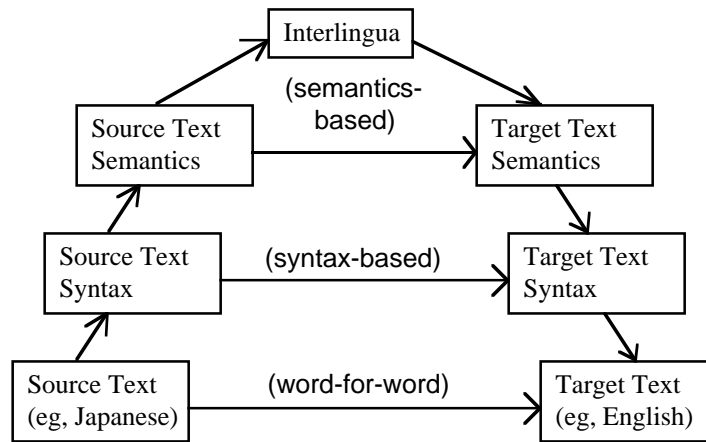 Interlingua
(semantics-
based)
Source Text
Semantics
Target Text
Semantics
Source Text
Syntax
(syntax-based)
Target Text
Syntax
Source Text
(eg, Japanese)
(word-for-word)
Target Text
(eg, English)